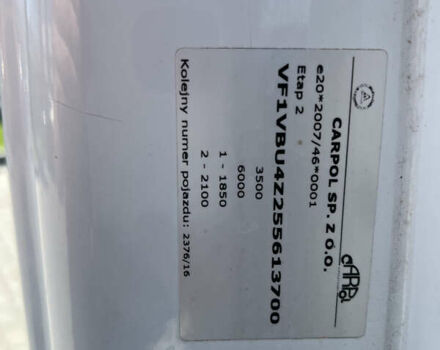 CARPOL SP. Z O.O.
CARPol
e20*2007/46*0001
Etap 2
VF1VBU4Z255613700
3500
6000
1 - 1850
2 - 2100
Kolejny numer pojazdu: 2376/16